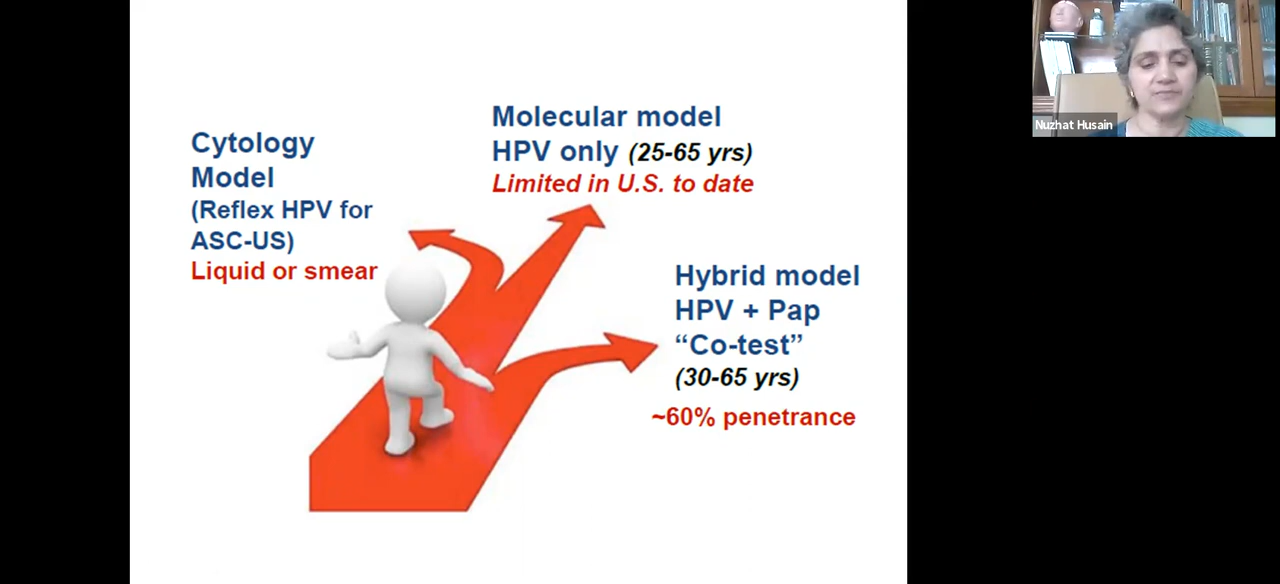 Cytology
Model
(Reflex HPV for
ASC-US)
Liquid or smear
Molecular model
HPV only (25-65 yrs)
Limited in U.S. to date
Hybrid model
HPV + Pap
“Co-test”
(30-65 yrs)
~60% penetrance
Nuzhat Husain